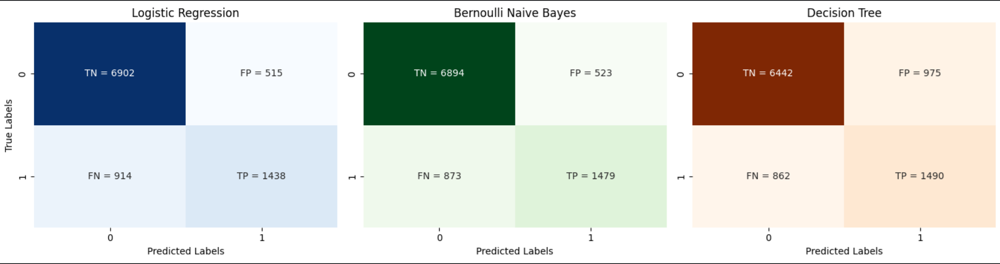 Logistic Regression
TN = 6902
FP = 515
FN = 914
TP = 1438
0
1
True Labels
0
1
Predicted Labels
Bernoulli Naive Bayes
TN = 6894
FP = 523
FN = 873
TP = 1479
0
1
0
1
Predicted Labels
Decision Tree
TN = 6442
FP = 975
FN = 862
TP = 1490
0
1
0
1
Predicted Labels